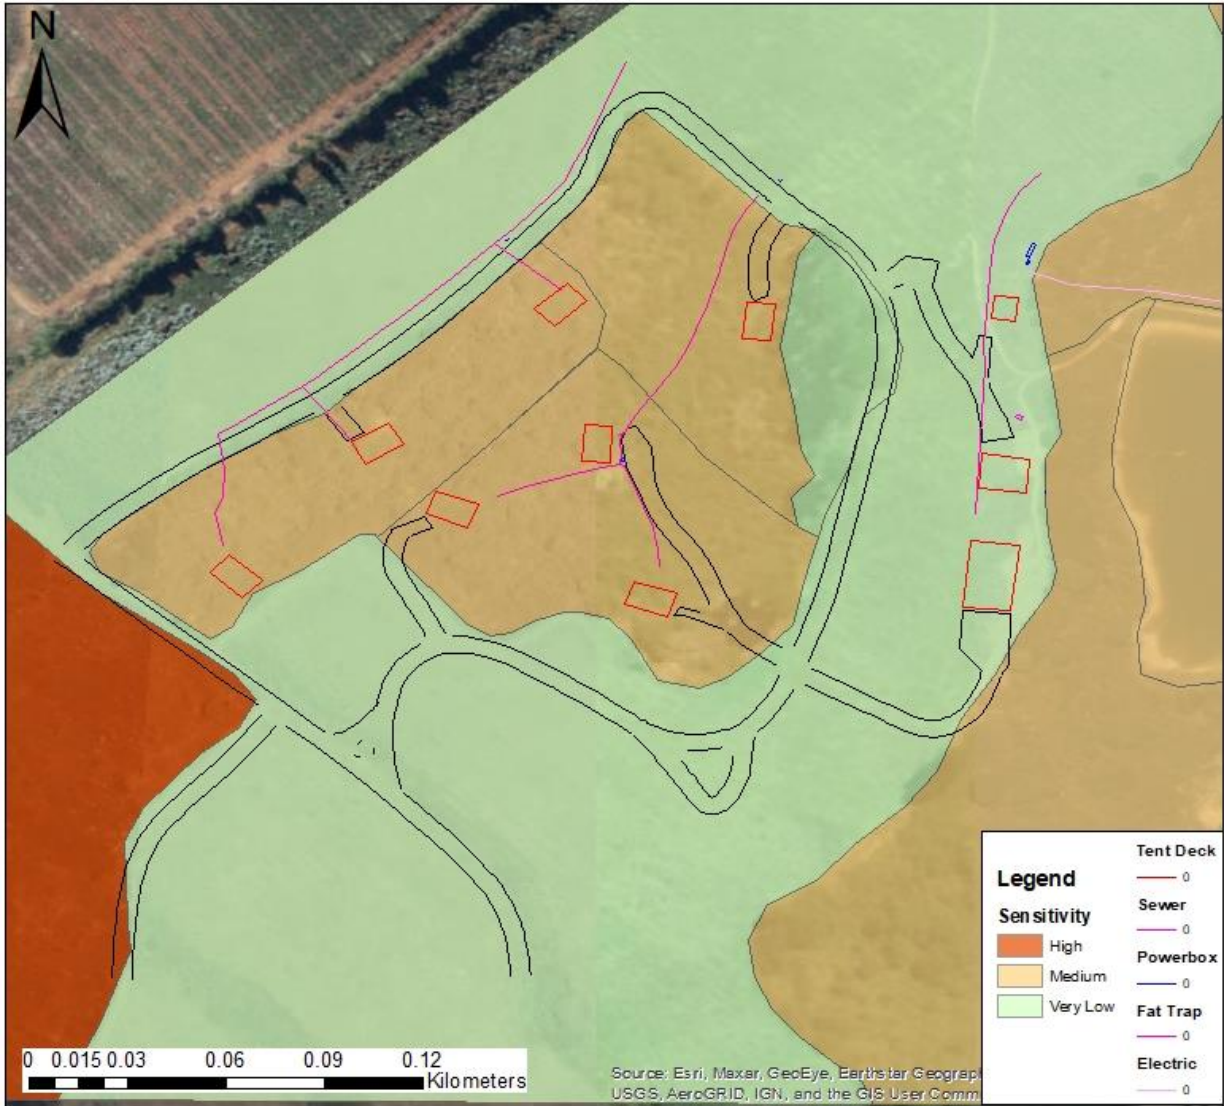 N
Legend
Sensitivity
High
Medium
Very Low
Tent Deck
0
Sewer
0
Powerbox
0
Fat Trap
0
Electric
0
0 0.015 0.03 0.06 0.09 0.12
Kilometers
Source: Esri, Maxar, GeoEye, Earthstar Geograp
USGS, AeroGRID, IGN, and the GIS User Comm